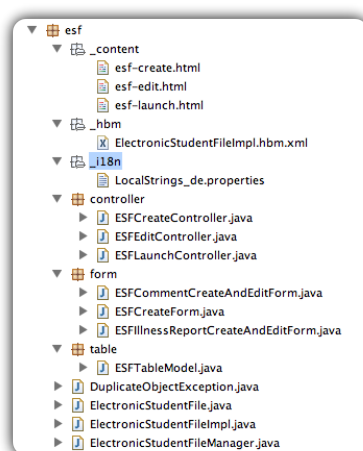 esf
_content
esf-create.html
esf-edit.html
esf-launch.html
_hbm
ElectronicStudentFileImpl.hbm.xml
_i18n
LocalStrings_de.properties
controller
ESFCreateController.java
ESFEditController.java
ESFLaunchController.java
form
ESFCommentCreateAndEditForm.java
ESFCreateForm.java
ESFIllnessReportCreateAndEditForm.java
table
ESFTableModel.java
DuplicateObjectException.java
ElectronicStudentFile.java
ElectronicStudentFileImpl.java
ElectronicStudentFileManager.java